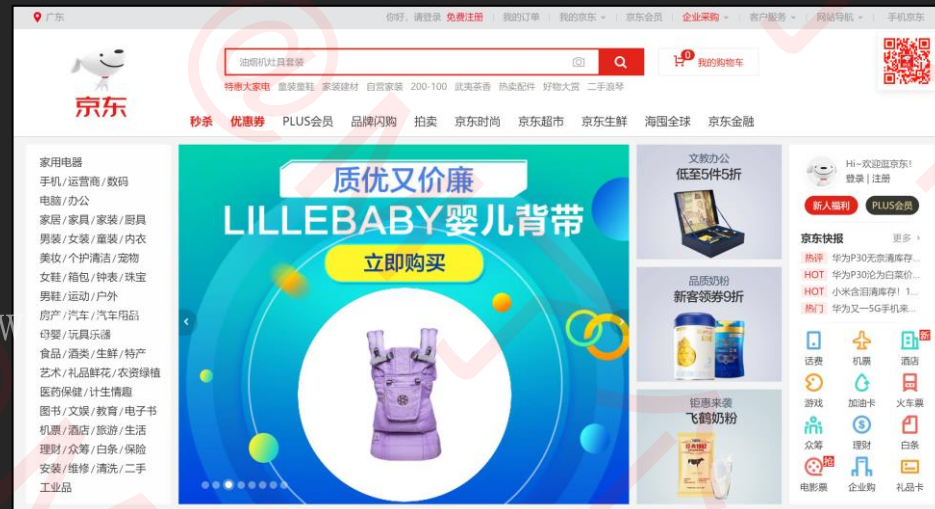 广东
你好，请登录 免费注册 我的订单 我的京东 京东会员 企业采购 客户服务 网站导航 手机京东
京东
油烟机灶具套装
0 我的购物车
特惠大家电 童装童鞋 家装建材 自营家装 200-100 武夷茶香 热卖配件 好物大赏 二手浪琴
秒杀 优惠券 PLUS会员 品牌闪购 拍卖 京东时尚 京东超市 京东生鲜 海囤全球 京东金融
家用电器
手机/运营商/数码
电脑/办公
家居/家具/家装/厨具
男装/女装/童装/内衣
美妆/个护清洁/宠物
女鞋/箱包/钟表/珠宝
男鞋/运动/户外
房产/汽车/汽车用品
母婴/玩具乐器
食品/酒类/生鲜/特产
艺术/礼品鲜花/农资绿植
医药保健/计生情趣
图书/文娱/教育/电子书
机票/酒店/旅游/生活
理财/众筹/白条/保险
安装/维修/清洗/二手
工业品
质优又价廉
LILLEBABY婴儿背带
立即购买
文教办公
低至5件5折
品质奶粉
新客领券9折
钜惠来袭
飞鹤奶粉
Hi~欢迎逛京东!
登录 | 注册
新人福利 PLUS会员
京东快报 更多 ›
热评 华为P30无奈清库存...
HOT 华为P30沦为白菜价...
HOT 小米含泪清库存！1...
热门 华为又一5G手机来...
新
话费 机票 酒店
游戏 加油卡 火车票
众筹 理财 白条
抢
电影票 企业购 礼品卡
W